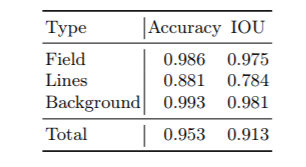 Type Accuracy IOU
Field 0.986 0.975
Lines 0.881 0.784
Background 0.993 0.981
Total 0.953 0.913